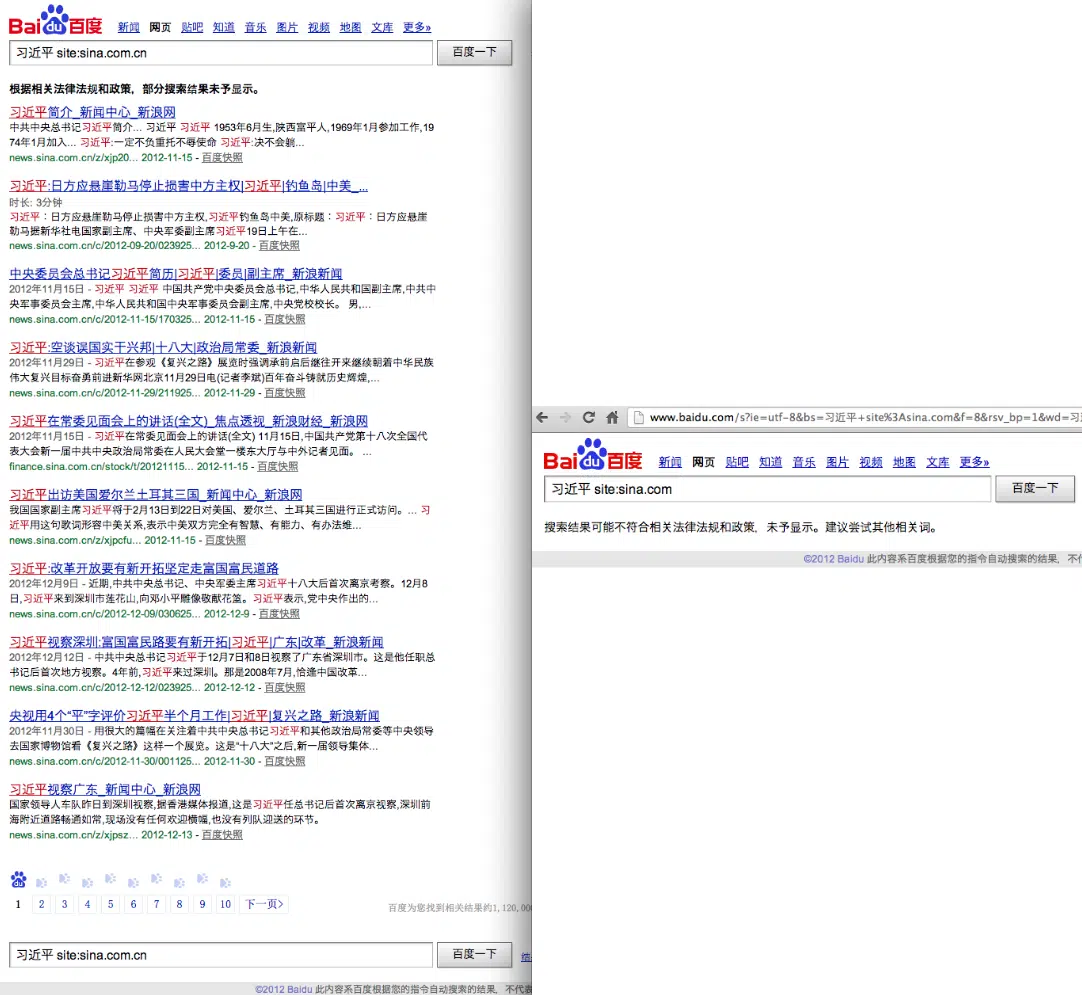 Bai du 百度
新闻 网页 贴吧 知道 音乐 图片 视频 地图 文库 更多»
习近平 site:sina.com.cn 百度一下
根据相关法律法规和政策，部分搜索结果未予显示。
习近平简介_新闻中心_新浪网
中共中央总书记习近平简介... 习近平 习近平 1953年6月生,陕西富平人,1969年1月参加工作,19
74年1月加入... 习近平:一定不负重托不辱使命 习近平:决不会躺...
news.sina.com.cn/z/xjp20... 2012-11-15 - 百度快照
习近平:日方应悬崖勒马停止损害中方主权|习近平|钓鱼岛|中美_...
时长: 3分钟
习近平：日方应悬崖勒马停止损害中方主权,习近平钓鱼岛中美,原标题：习近平：日方应悬崖
勒马据新华社电国家副主席、中央军委副主席习近平19日上午在...
news.sina.com.cn/c/2012-09-20/023925... 2012-9-20 - 百度快照
中央委员会总书记习近平简历|习近平|委员|副主席_新浪新闻
2012年11月15日 - 习近平 习近平 中国共产党中央委员会总书记,中华人民共和国副主席,中共中
央军事委员会副主席,中华人民共和国中央军事委员会副主席,中央党校校长。 男,...
news.sina.com.cn/c/2012-11-15/170325... 2012-11-15 - 百度快照
习近平:空谈误国实干兴邦|十八大|政治局常委_新浪新闻
2012年11月29日 - 习近平在参观《复兴之路》展览时强调承前启后继往开来继续朝着中华民族
伟大复兴目标奋勇前进新华网北京11月29日电(记者李斌)百年奋斗铸就历史辉煌,...
news.sina.com.cn/c/2012-11-29/211925... 2012-11-29 - 百度快照
习近平在常委见面会上的讲话(全文)_焦点透视_新浪财经_新浪网
2012年11月15日 - 习近平在常委见面会上的讲话(全文) 11月15日,中国共产党第十八次全国代
表大会新一届中共中央政治局常委在人民大会堂一楼东大厅与中外记者见面。 ...
finance.sina.com.cn/stock/t/20121115... 2012-11-15 - 百度快照
习近平出访美国爱尔兰土耳其三国_新闻中心_新浪网
我国国家副主席习近平将于2月13日到22日对美国、爱尔兰、土耳其三国进行正式访问。... 习
近平用这句歌词形容中美关系,表示中美双方完全有智慧、有能力、有办法维...
news.sina.com.cn/z/xjpcfu... 2012-11-15 - 百度快照
习近平:改革开放要有新开拓坚定走富国富民道路
2012年12月9日 - 近期,中共中央总书记、中央军委主席习近平十八大后首次离京考察。12月8
日,习近平来到深圳市莲花山,向邓小平雕像敬献花篮。习近平表示,党中央作出的...
news.sina.com.cn/c/2012-12-09/030625... 2012-12-9 - 百度快照
习近平视察深圳:富国富民路要有新开拓|习近平|广东|改革_新浪新闻
2012年12月12日 - 中共中央总书记习近平于12月7日和8日视察了广东省深圳市。这是他任职总
书记后首次地方视察。4年前,习近平来过深圳。那是2008年7月,恰逢中国改革...
news.sina.com.cn/c/2012-12-12/023925... 2012-12-12 - 百度快照
央视用4个“平”字评价习近平半个月工作|习近平|复兴之路_新浪新闻
2012年11月30日 - 用很大的篇幅在关注着中共中央总书记习近平和其他政治局常委等中央领导
去国家博物馆看《复兴之路》这样一个展览。这是“十八大”之后,新一届领导集体...
news.sina.com.cn/c/2012-11-30/001125... 2012-11-30 - 百度快照
习近平视察广东_新闻中心_新浪网
国家领导人车队昨日到深圳视察,据香港媒体报道,这是习近平任总书记后首次离京视察,深圳前
海附近道路畅通如常,现场没有任何欢迎横幅,也没有列队迎送的环节。
news.sina.com.cn/z/xjpsz... 2012-12-13 - 百度快照
du
1 2 3 4 5 6 7 8 9 10 下一页>
百度为您找到相关结果约1,120,00
习近平 site:sina.com.cn 百度一下 结
©2012 Baidu 此内容系百度根据您的指令自动搜索的结果，不代表
www.baidu.com/s?ie=utf-8&bs=习近平+site%3Asina.com&f=8&rsv_bp=1&wd=习
Bai du 百度
新闻 网页 贴吧 知道 音乐 图片 视频 地图 文库 更多»
习近平 site:sina.com 百度一下
搜索结果可能不符合相关法律法规和政策，未予显示。建议尝试其他相关词。
©2012 Baidu 此内容系百度根据您的指令自动搜索的结果，不代